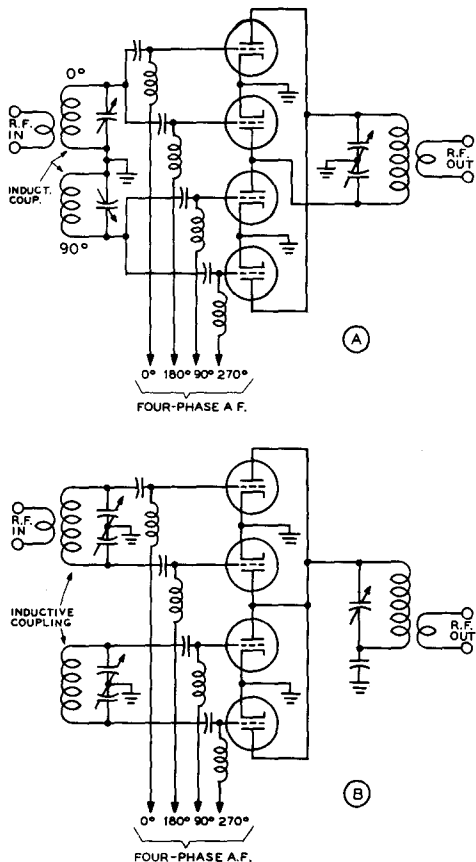 0°
R.F.
IN
INDUCT.
COUP.
90°
R.F.
OUT
A
0° 180° 90° 270°
FOUR-PHASE A F.
R.F.
IN
INDUCTIVE
COUPLING
R.F.
OUT
B
0° 180° 90° 270°
FOUR-PHASE A.F.